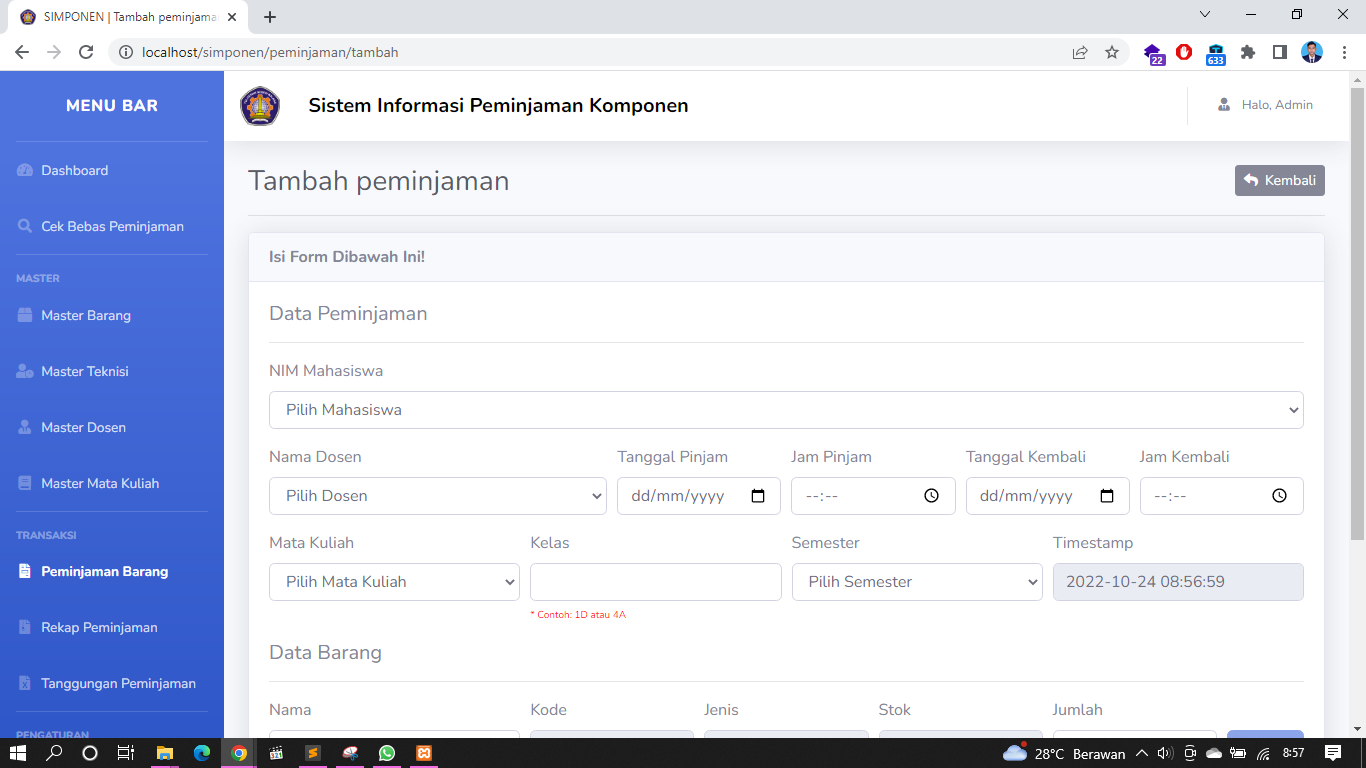 SIMPONEN | Tambah peminjama
localhost/simponen/peminjaman/tambah
22
633
MENU BAR
Sistem Informasi Peminjaman Komponen
Halo, Admin
Dashboard
Cek Bebas Peminjaman
MASTER
Master Barang
Master Teknisi
Master Dosen
Master Mata Kuliah
TRANSAKSI
Peminjaman Barang
Rekap Peminjaman
Tanggungan Peminjaman
PENGATURAN
Tambah peminjaman
Kembali
Isi Form Dibawah Ini!
Data Peminjaman
NIM Mahasiswa
Pilih Mahasiswa
Nama Dosen Tanggal Pinjam Jam Pinjam Tanggal Kembali Jam Kembali
Pilih Dosen dd/mm/yyyy --:-- dd/mm/yyyy --:--
Mata Kuliah Kelas Semester Timestamp
Pilih Mata Kuliah Pilih Semester 2022-10-24 08:56:59
* Contoh: 1D atau 4A
Data Barang
Nama Kode Jenis Stok Jumlah
28°C Berawan 8:57